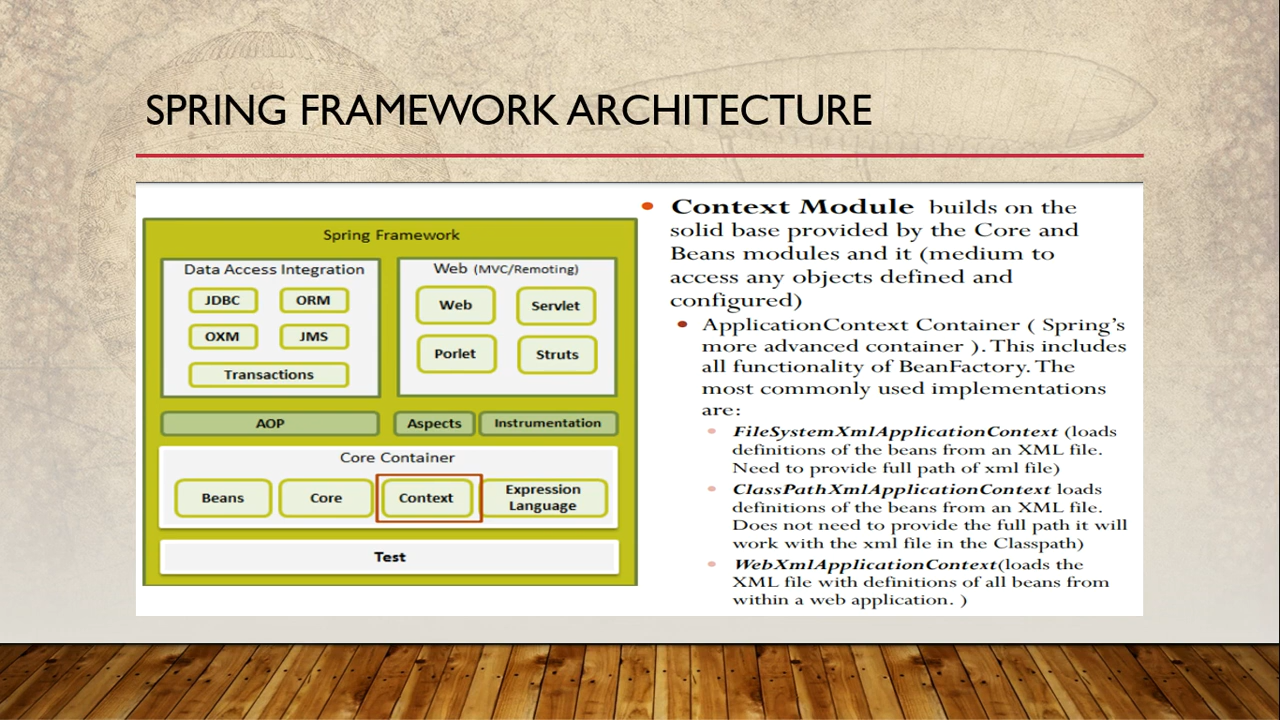 SPRING FRAMEWORK ARCHITECTURE
Spring Framework
Data Access Integration
JDBC
ORM
OXM
JMS
Transactions
Web (MVC/Remoting)
Web
Servlet
Porlet
Struts
AOP
Aspects
Instrumentation
Core Container
Beans
Core
Context
Expression
Language
Test
• Context Module builds on the
solid base provided by the Core and
Beans modules and it (medium to
access any objects defined and
configured)
• ApplicationContext Container ( Spring's
more advanced container ). This includes
all functionality of BeanFactory. The
most commonly used implementations
are:
• FileSystemXmlApplicationContext (loads
definitions of the beans from an XML file.
Need to provide full path of xml file)
• ClassPathXmlApplicationContext loads
definitions of the beans from an XML file.
Does not need to provide the full path it will
work with the xml file in the Classpath)
• WebXmlApplicationContext(loads the
XML file with definitions of all beans from
within a web application. )